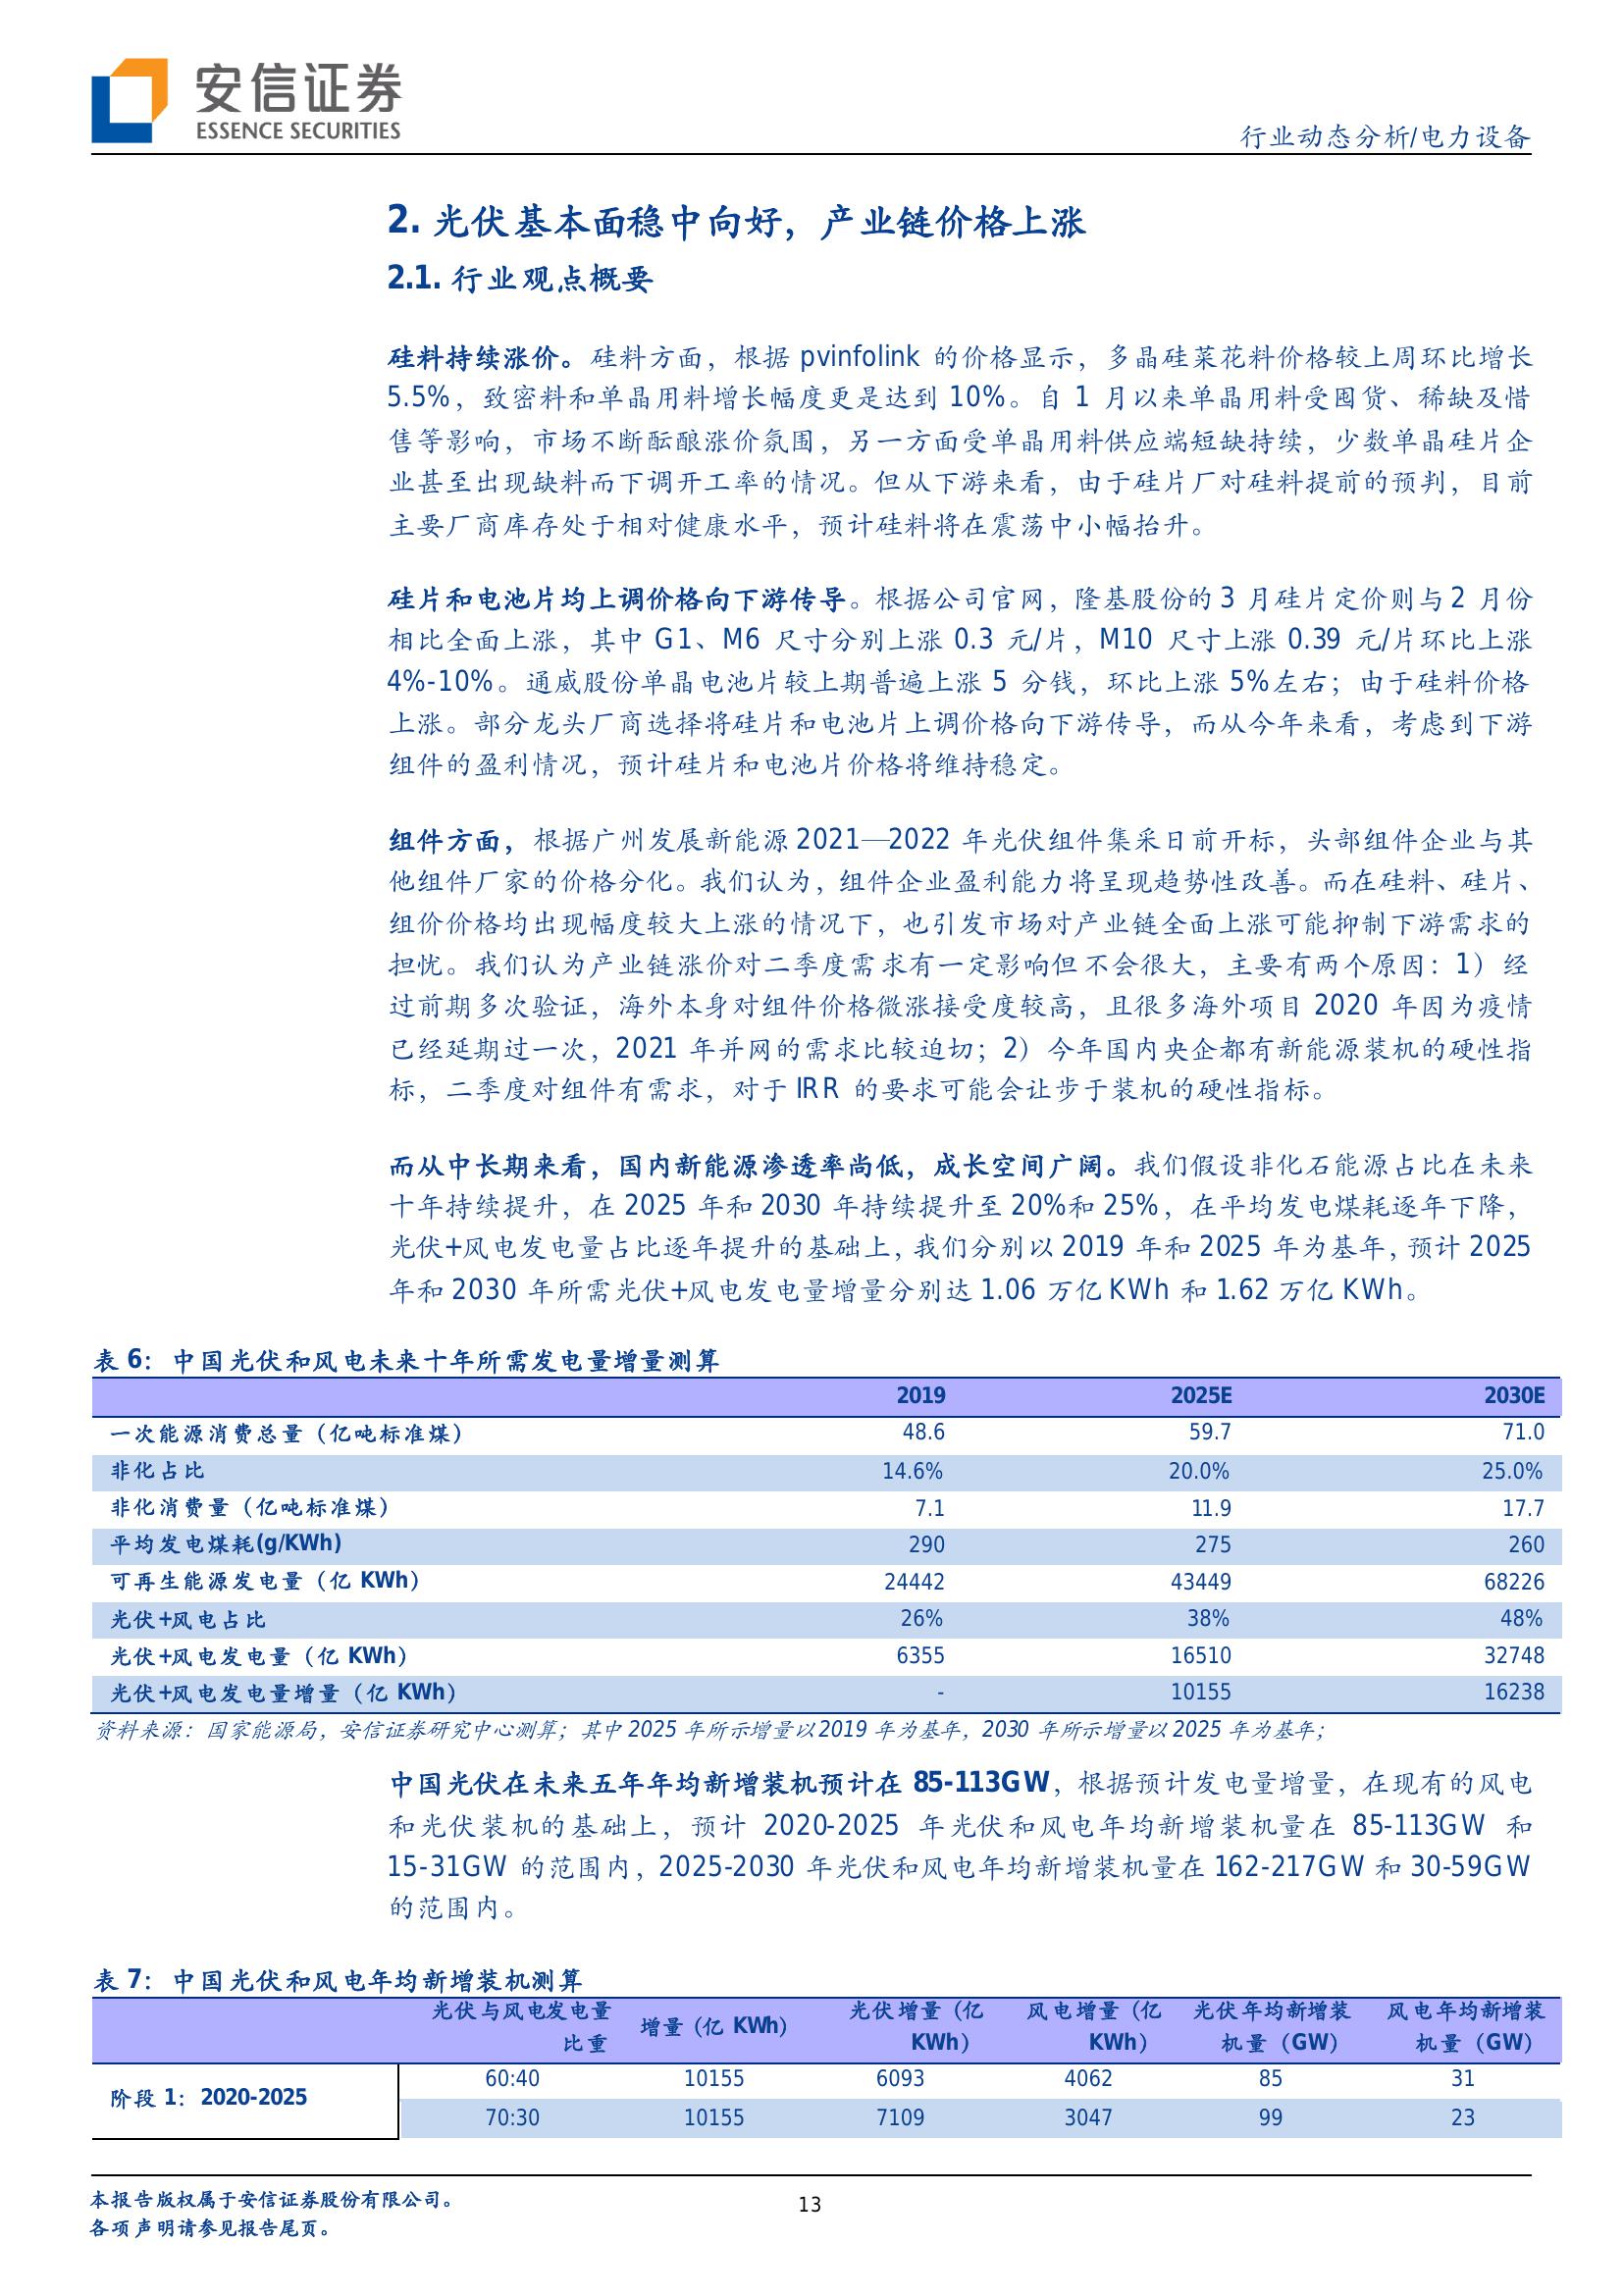 安信证券
ESSENCE SECURITIES
行业动态分析/电力设备
2. 光伏基本面稳中向好，产业链价格上涨
2.1. 行业观点概要
硅料持续涨价。硅料方面，根据 pvinfolink 的价格显示，多晶硅菜花料价格较上周环比增长
5.5%，致密料和单晶用料增长幅度更是达到 10%。自 1 月以来单晶用料受囤货、稀缺及惜
售等影响，市场不断酝酿涨价氛围，另一方面受单晶用料供应端短缺持续，少数单晶硅片企
业甚至出现缺料而下调开工率的情况。但从下游来看，由于硅片厂对硅料提前的预判，目前
主要厂商库存处于相对健康水平，预计硅料将在震荡中小幅抬升。
硅片和电池片均上调价格向下游传导。根据公司官网，隆基股份的 3 月硅片定价则与 2 月份
相比全面上涨，其中 G1、M6 尺寸分别上涨 0.3 元/片，M10 尺寸上涨 0.39 元/片环比上涨
4%-10%。通威股份单晶电池片较上期普遍上涨 5 分钱，环比上涨 5%左右；由于硅料价格
上涨。部分龙头厂商选择将硅片和电池片上调价格向下游传导，而从今年来看，考虑到下游
组件的盈利情况，预计硅片和电池片价格将维持稳定。
组件方面，根据广州发展新能源 2021—2022 年光伏组件集采日前开标，头部组件企业与其
他组件厂家的价格分化。我们认为，组件企业盈利能力将呈现趋势性改善。而在硅料、硅片、
组价价格均出现幅度较大上涨的情况下，也引发市场对产业链全面上涨可能抑制下游需求的
担忧。我们认为产业链涨价对二季度需求有一定影响但不会很大，主要有两个原因：1）经
过前期多次验证，海外本身对组件价格微涨接受度较高，且很多海外项目 2020 年因为疫情
已经延期过一次，2021 年并网的需求比较迫切；2）今年国内央企都有新能源装机的硬性指
标，二季度对组件有需求，对于 IRR 的要求可能会让步于装机的硬性指标。
而从中长期来看，国内新能源渗透率尚低，成长空间广阔。我们假设非化石能源占比在未来
十年持续提升，在 2025 年和 2030 年持续提升至 20%和 25%，在平均发电煤耗逐年下降，
光伏+风电发电量占比逐年提升的基础上，我们分别以 2019 年和 2025 年为基年，预计 2025
年和 2030 年所需光伏+风电发电量增量分别达 1.06 万亿 KWh 和 1.62 万亿 KWh。
表 6：中国光伏和风电未来十年所需发电量增量测算
2019 2025E 2030E
一次能源消费总量（亿吨标准煤） 48.6 59.7 71.0
非化占比 14.6% 20.0% 25.0%
非化消费量（亿吨标准煤） 7.1 11.9 17.7
平均发电煤耗(g/KWh) 290 275 260
可再生能源发电量（亿 KWh） 24442 43449 68226
光伏+风电占比 26% 38% 48%
光伏+风电发电量（亿 KWh） 6355 16510 32748
光伏+风电发电量增量（亿 KWh） - 10155 16238
资料来源：国家能源局，安信证券研究中心测算；其中 2025 年所示增量以 2019 年为基年，2030 年所示增量以 2025 年为基年；
中国光伏在未来五年年均新增装机预计在 85-113GW，根据预计发电量增量，在现有的风电
和光伏装机的基础上，预计 2020-2025 年光伏和风电年均新增装机量在 85-113GW 和
15-31GW 的范围内，2025-2030 年光伏和风电年均新增装机量在 162-217GW 和 30-59GW
的范围内。
表 7：中国光伏和风电年均新增装机测算
光伏与风电发电量 增量（亿 KWh） 光伏增量（亿 风电增量（亿 光伏年均新增装 风电年均新增装
比重 KWh） KWh） 机量（GW） 机量（GW）
阶段 1：2020-2025 60:40 10155 6093 4062 85 31
70:30 10155 7109 3047 99 23
本报告版权属于安信证券股份有限公司。
各项声明请参见报告尾页。
13